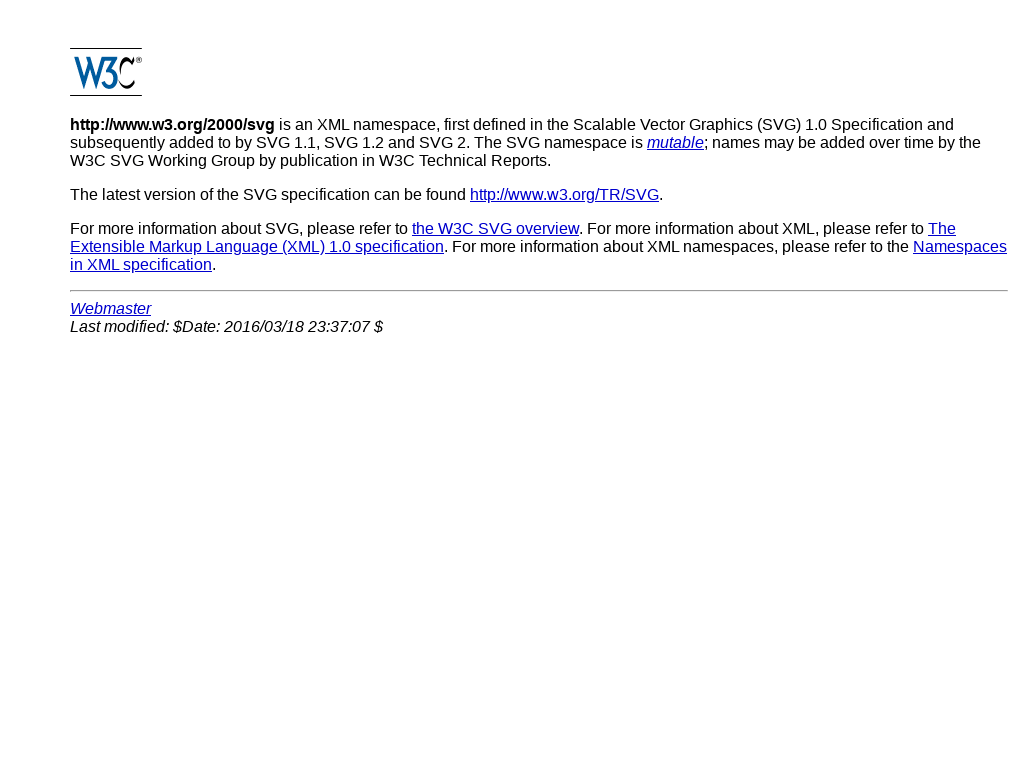 W3C®
http://www.w3.org/2000/svg is an XML namespace, first defined in the Scalable Vector Graphics (SVG) 1.0 Specification and
subsequently added to by SVG 1.1, SVG 1.2 and SVG 2. The SVG namespace is mutable; names may be added over time by the
W3C SVG Working Group by publication in W3C Technical Reports.
The latest version of the SVG specification can be found http://www.w3.org/TR/SVG.
For more information about SVG, please refer to the W3C SVG overview. For more information about XML, please refer to The
Extensible Markup Language (XML) 1.0 specification. For more information about XML namespaces, please refer to the Namespaces
in XML specification.
Webmaster
Last modified: $Date: 2016/03/18 23:37:07 $